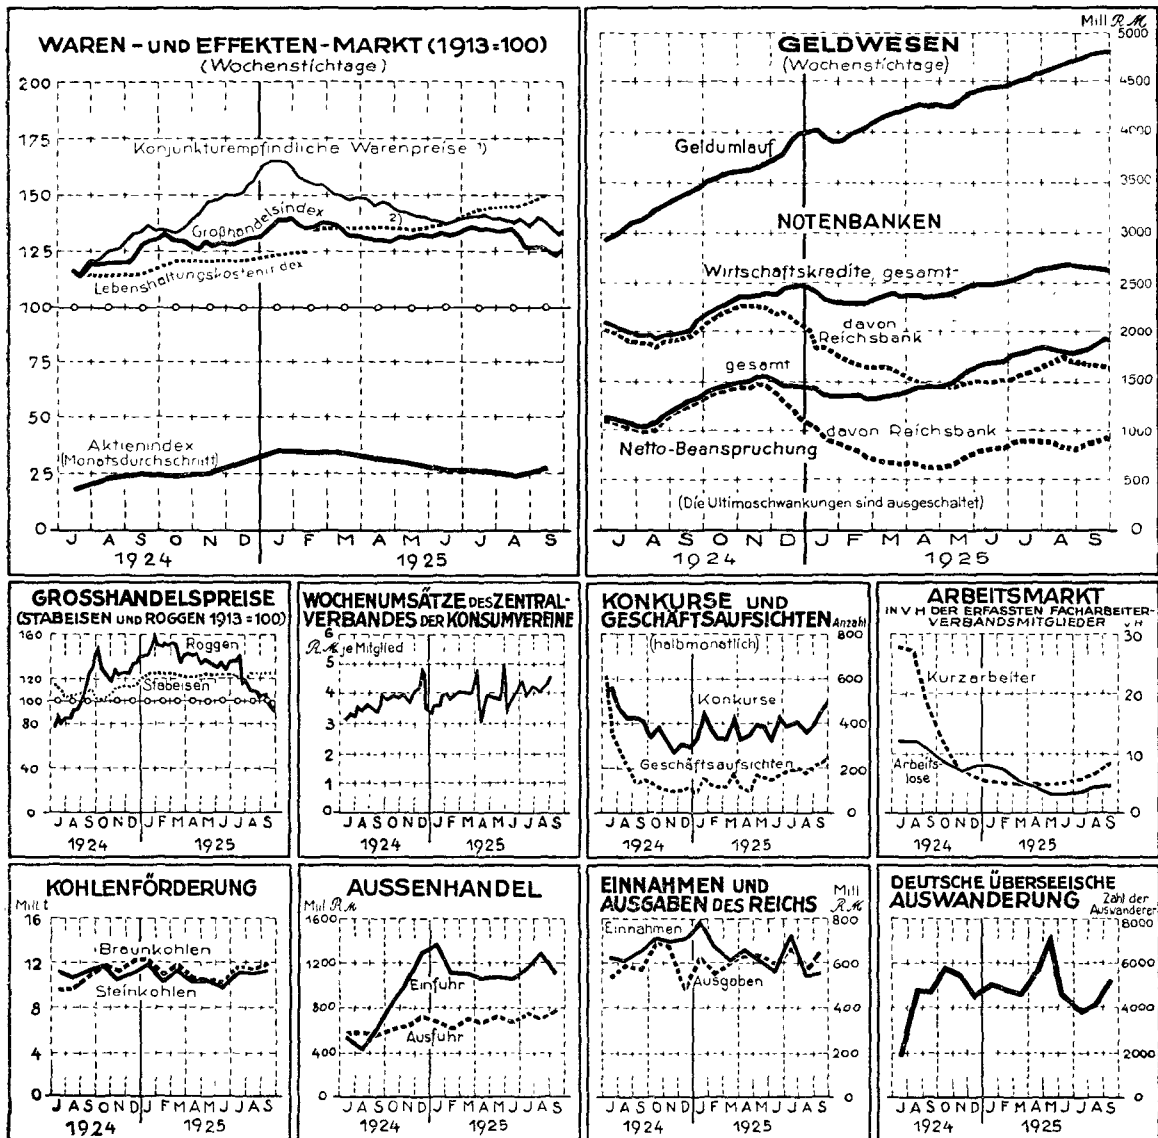 WAREN - UND EFFEKTEN - MARKT (1913=100)
(Wochenstichtage)
200
175
150
125
100
75
50
25
0
Konjunkturempfindliche Warenpreise 1)
Großhandelsindex
2)
Lebenshaltungskostenindex
Aktienindex
(Monatsdurchschnitt)
J A S O N D J F M A M J J A S
1924 1925
GELDWESEN
(Wochenstichtage)
Mill R.M.
5000
4500
4000
3500
3000
2500
2000
1500
1000
500
0
Geldumlauf
NOTENBANKEN
Wirtschaftskredite, gesamt-
davon
Reichsbank
gesamt
davon Reichsbank
Netto-Beanspruchung
(Die Ultimoschwankungen sind ausgeschaltet)
J A S O N D J F M A M J J A S
1924 1925
GROSSHANDELSPREISE
(STABEISEN UND ROGGEN 1913=100)
160
120
100
80
40
0
Roggen
Stabeisen
J A S O N D J F M A M J J A S
1924 1925
WOCHENUMSÄTZE DES ZENTRAL-
VERBANDES DER KONSUMVEREINE
R.M. je Mitglied
6
5
4
3
2
1
0
J A S O N D J F M A M J J A S
1924 1925
KONKURSE UND
GESCHÄFTSAUFSICHTEN Anzahl
(halbmonatlich)
800
600
400
200
0
Konkurse
Geschäftsaufsichten
J A S O N D J F M A M J J A S
1924 1925
ARBEITSMARKT
IN V H DER ERFASSTEN FACHARBEITER-
VERBANDSMITGLIEDER V H
30
20
10
0
Kurzarbeiter
Arbeits-
lose
J A S O N D J F M A M J J A S
1924 1925
KOHLENFÖRDERUNG
Mill t
16
12
8
4
0
Braunkohlen
Steinkohlen
J A S O N D J F M A M J J A S
1924 1925
AUSSENHANDEL
Mill R.M.
1600
1200
800
400
0
Einfuhr
Ausfuhr
J A S O N D J F M A M J J A S
1924 1925
EINNAHMEN UND
AUSGABEN DES REICHS
Mill
R.M.
800
600
400
200
0
Einnahmen
Ausgaben
J A S O N D J F M A M J J A S
1924 1925
DEUTSCHE ÜBERSEEISCHE
AUSWANDERUNG
Zahl der
Auswanderer
8000
6000
4000
2000
0
J A S O N D J F M A M J J A S
1924 1925